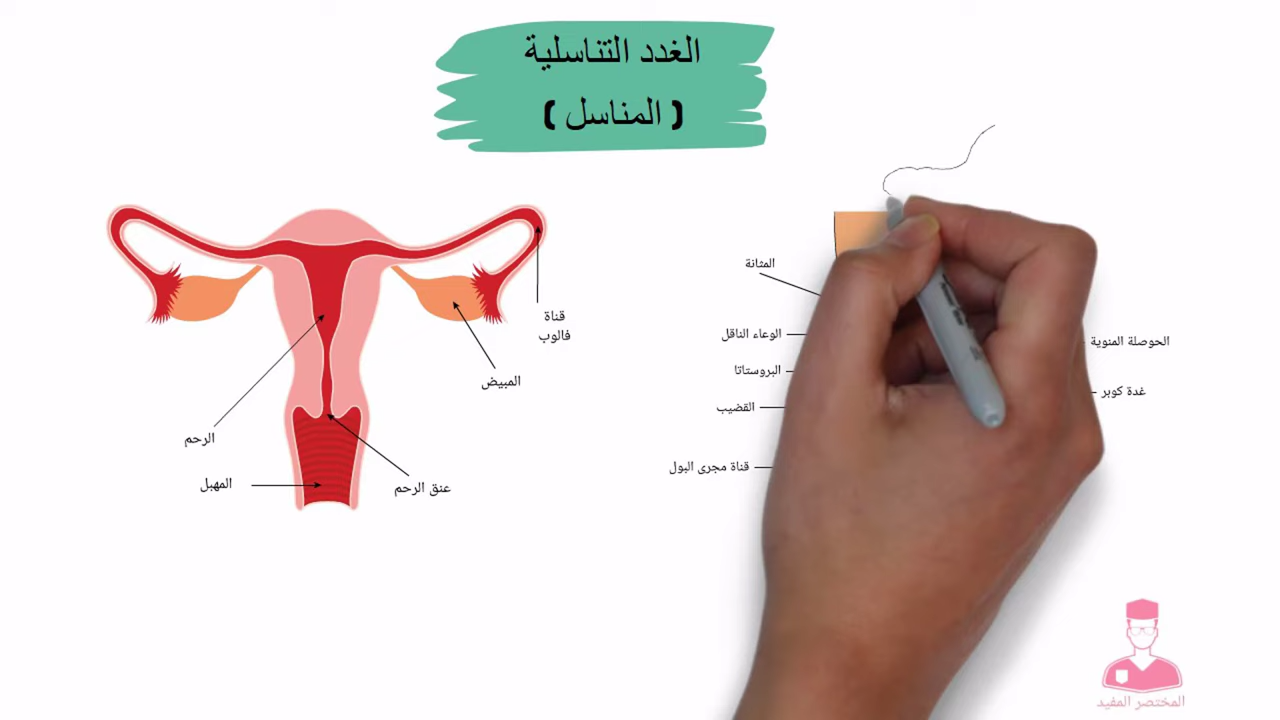 الغدد التناسلية
( المناسل )
قناة
فالوب
المبيض
الرحم
المهبل
عنق الرحم
المثانة
الوعاء الناقل
البروستاتا
القضيب
قناة مجرى البول
الحوصلة المنوية
غدة كوبر
المختصر المفيد